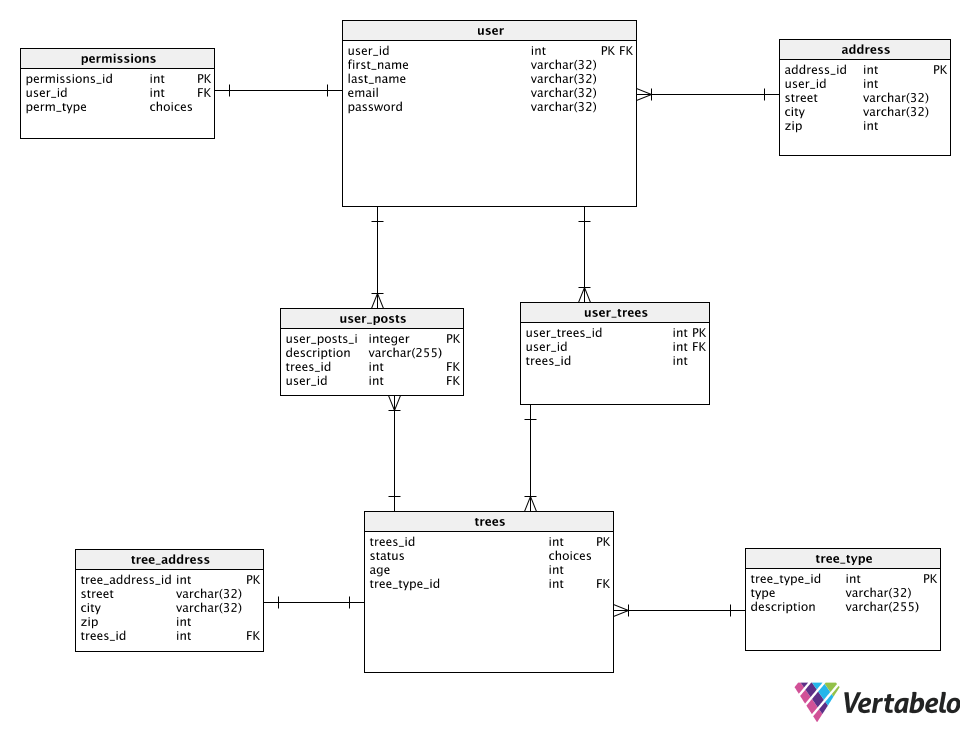 user
user_id int PK FK
first_name varchar(32)
last_name varchar(32)
email varchar(32)
password varchar(32)
permissions
permissions_id int PK
user_id int FK
perm_type choices
address
address_id int PK
user_id int
street varchar(32)
city varchar(32)
zip int
user_posts
user_posts_i integer PK
description varchar(255)
trees_id int FK
user_id int FK
user_trees
user_trees_id int PK
user_id int FK
trees_id int
trees
trees_id int PK
status choices
age int
tree_type_id int FK
tree_address
tree_address_id int PK
street varchar(32)
city varchar(32)
zip int
trees_id int FK
tree_type
tree_type_id int PK
type varchar(32)
description varchar(255)
Vertabelo